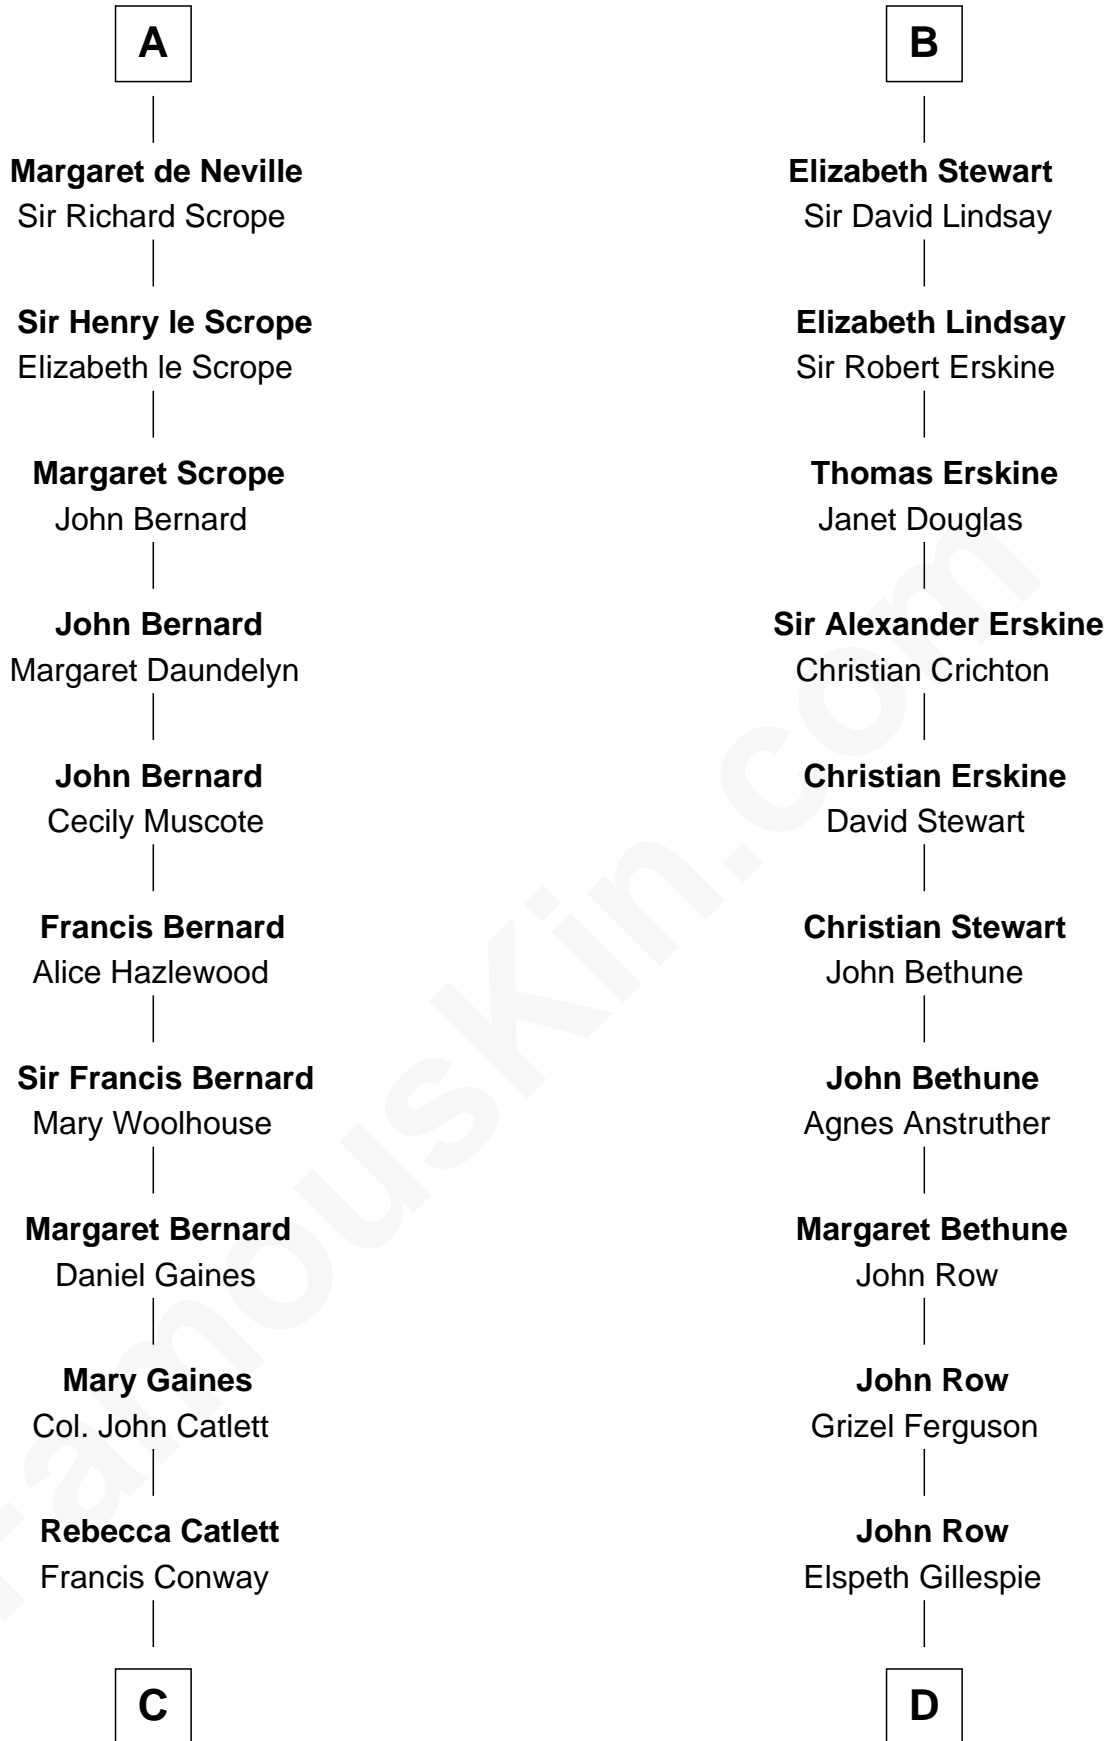 A
Margaret de Neville
Sir Richard Scrope
Sir Henry le Scrope
Elizabeth le Scrope
Margaret Scrope
John Bernard
John Bernard
Margaret Daundelyn
John Bernard
Cecily Muscote
Francis Bernard
Alice Hazlewood
Sir Francis Bernard
Mary Woolhouse
Margaret Bernard
Daniel Gaines
Mary Gaines
Col. John Catlett
Rebecca Catlett
Francis Conway
C
B
Elizabeth Stewart
Sir David Lindsay
Elizabeth Lindsay
Sir Robert Erskine
Thomas Erskine
Janet Douglas
Sir Alexander Erskine
Christian Crichton
Christian Erskine
David Stewart
Christian Stewart
John Bethune
John Bethune
Agnes Anstruther
Margaret Bethune
John Row
John Row
Grizel Ferguson
John Row
Elspeth Gillespie
D
FamousKin.com